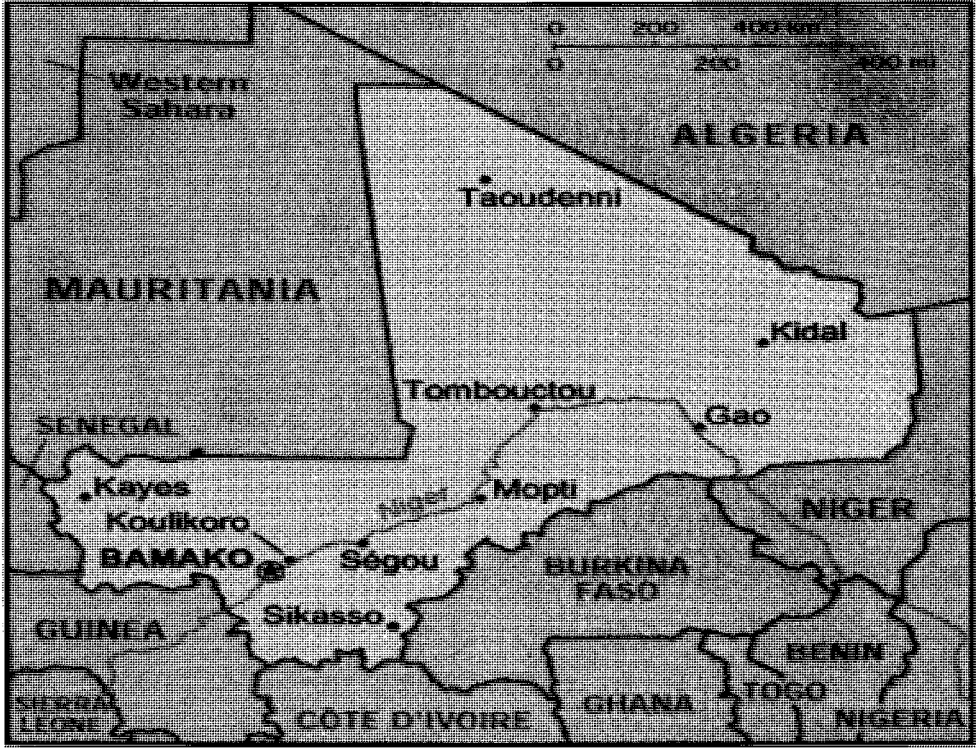 0 200 400 km
0 200 400 mi
Western
Sahara
ALGERIA
Taoudenni
MAURITANIA
Kidal
Tombouctou
Gao
SENEGAL
Kayes
Niger
Mopti
NIGER
Koulikoro
BAMAKO
Ségou
BURKINA
FASO
Sikasso
GUINEA
BENIN
SIERRA
LEONE
GHANA
TOGO
CÔTE D'IVOIRE
NIGERIA